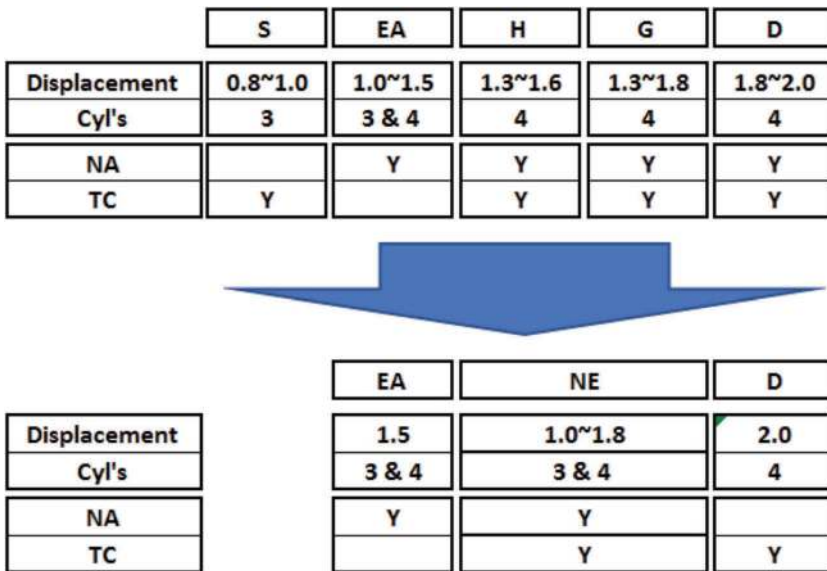 S EA H G D
Displacement 0.8~1.0 1.0~1.5 1.3~1.6 1.3~1.8 1.8~2.0
Cyl's 3 3 & 4 4 4 4
NA Y Y Y Y
TC Y Y Y Y
EA NE D
Displacement 1.5 1.0~1.8 2.0
Cyl's 3 & 4 3 & 4 4
NA Y Y
TC Y Y